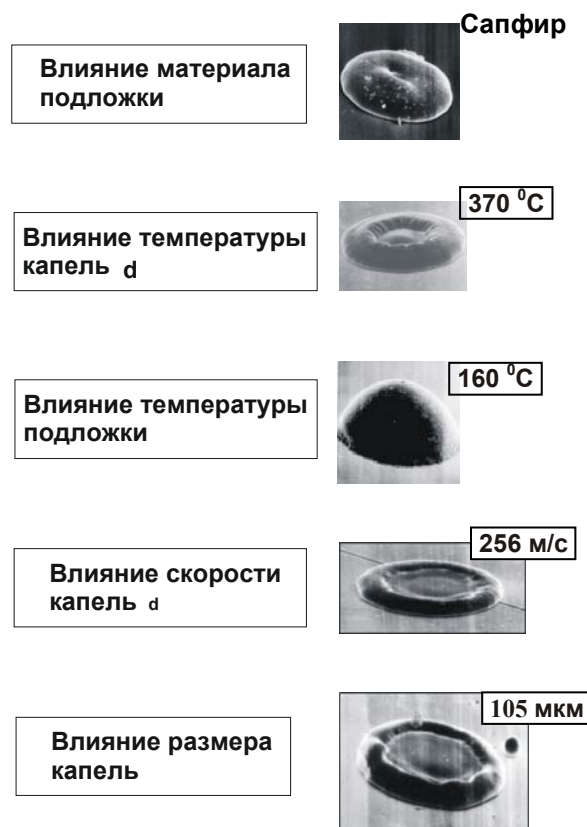 Сапфир
Влияние материала
подложки
370 ⁰С
Влияние температуры
капель d
160 ⁰С
Влияние температуры
подложки
256 м/с
Влияние скорости
капель d
105 мкм
Влияние размера
капель